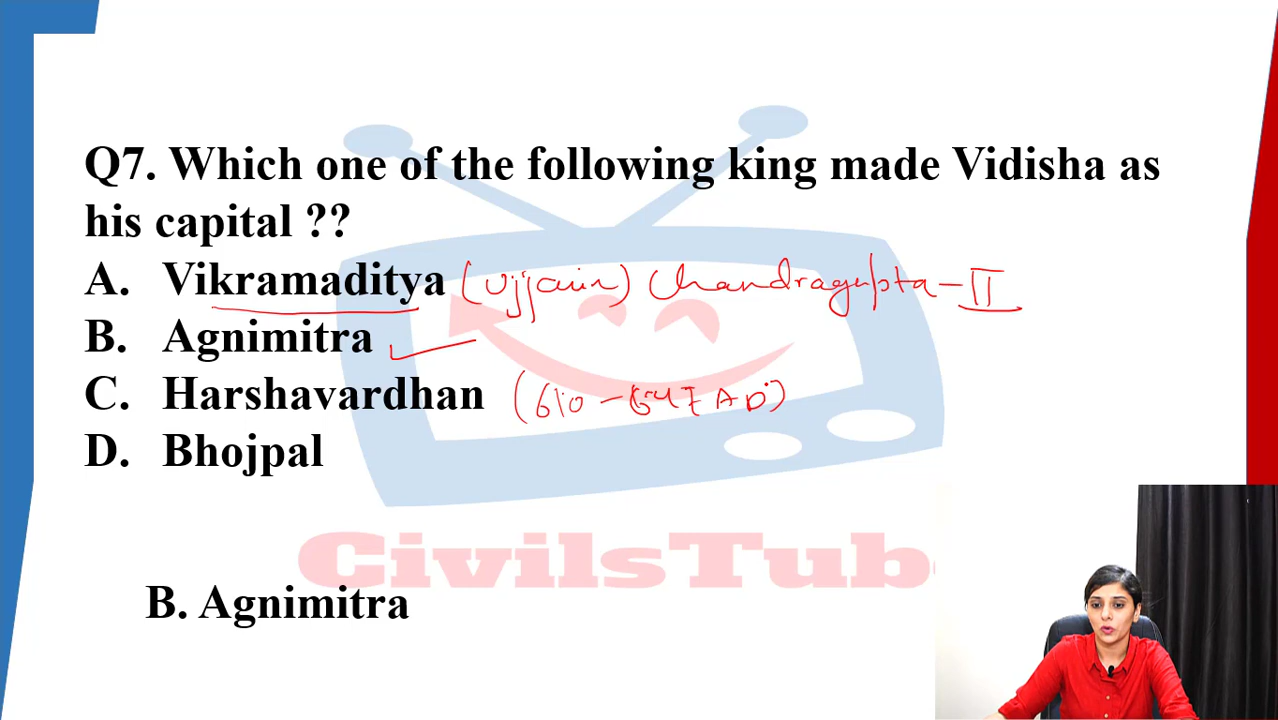 Q7. Which one of the following king made Vidisha as
his capital ??
A. Vikramaditya (Ujjain) Chandragupta-II
B. Agnimitra
C. Harshavardhan (610-647 AD)
D. Bhojpal
CivilsTub
B. Agnimitra